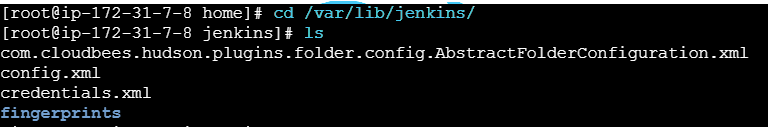 [root@ip-172-31-7-8 home]# cd /var/lib/jenkins/
[root@ip-172-31-7-8 jenkins]# ls
com.cloudbees.hudson.plugins.folder.config.AbstractFolderConfiguration.xml
config.xml
credentials.xml
fingerprints